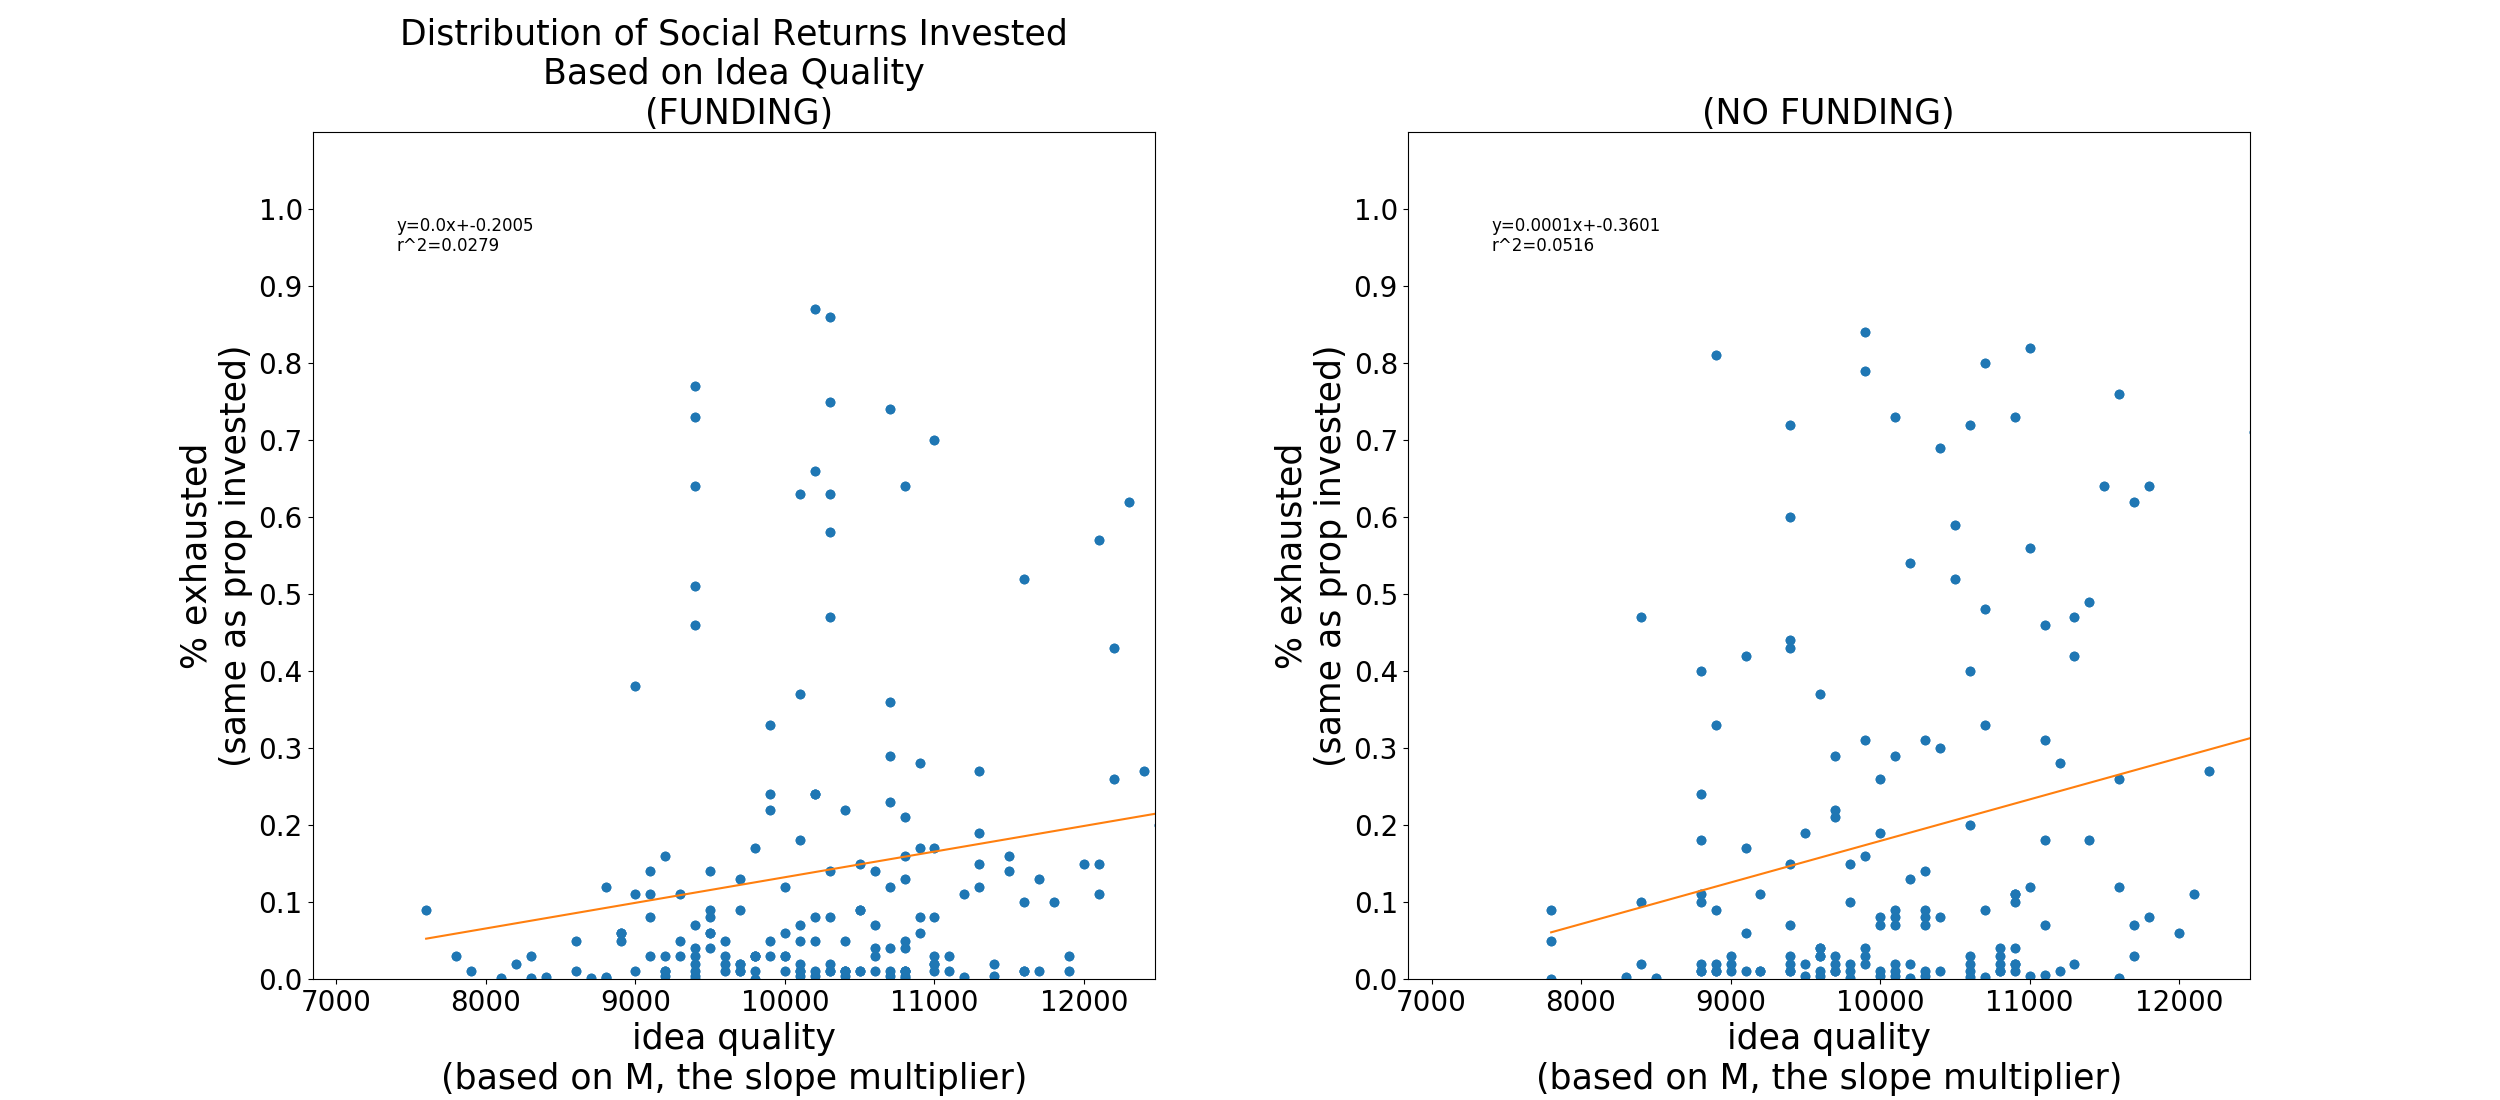 Distribution of Social Returns Invested
Based on Idea Quality
(FUNDING)
1.0
0.9
0.8
0.7
0.6
0.5
0.4
0.3
0.2
0.1
0.0
% exhausted
(same as prop invested)
y=0.0x+-0.2005
r^2=0.0279
7000 8000 9000 10000 11000 12000
idea quality
(based on M, the slope multiplier)
(NO FUNDING)
1.0
0.9
0.8
0.7
0.6
0.5
0.4
0.3
0.2
0.1
0.0
% exhausted
(same as prop invested)
y=0.0001x+-0.3601
r^2=0.0516
7000 8000 9000 10000 11000 12000
idea quality
(based on M, the slope multiplier)